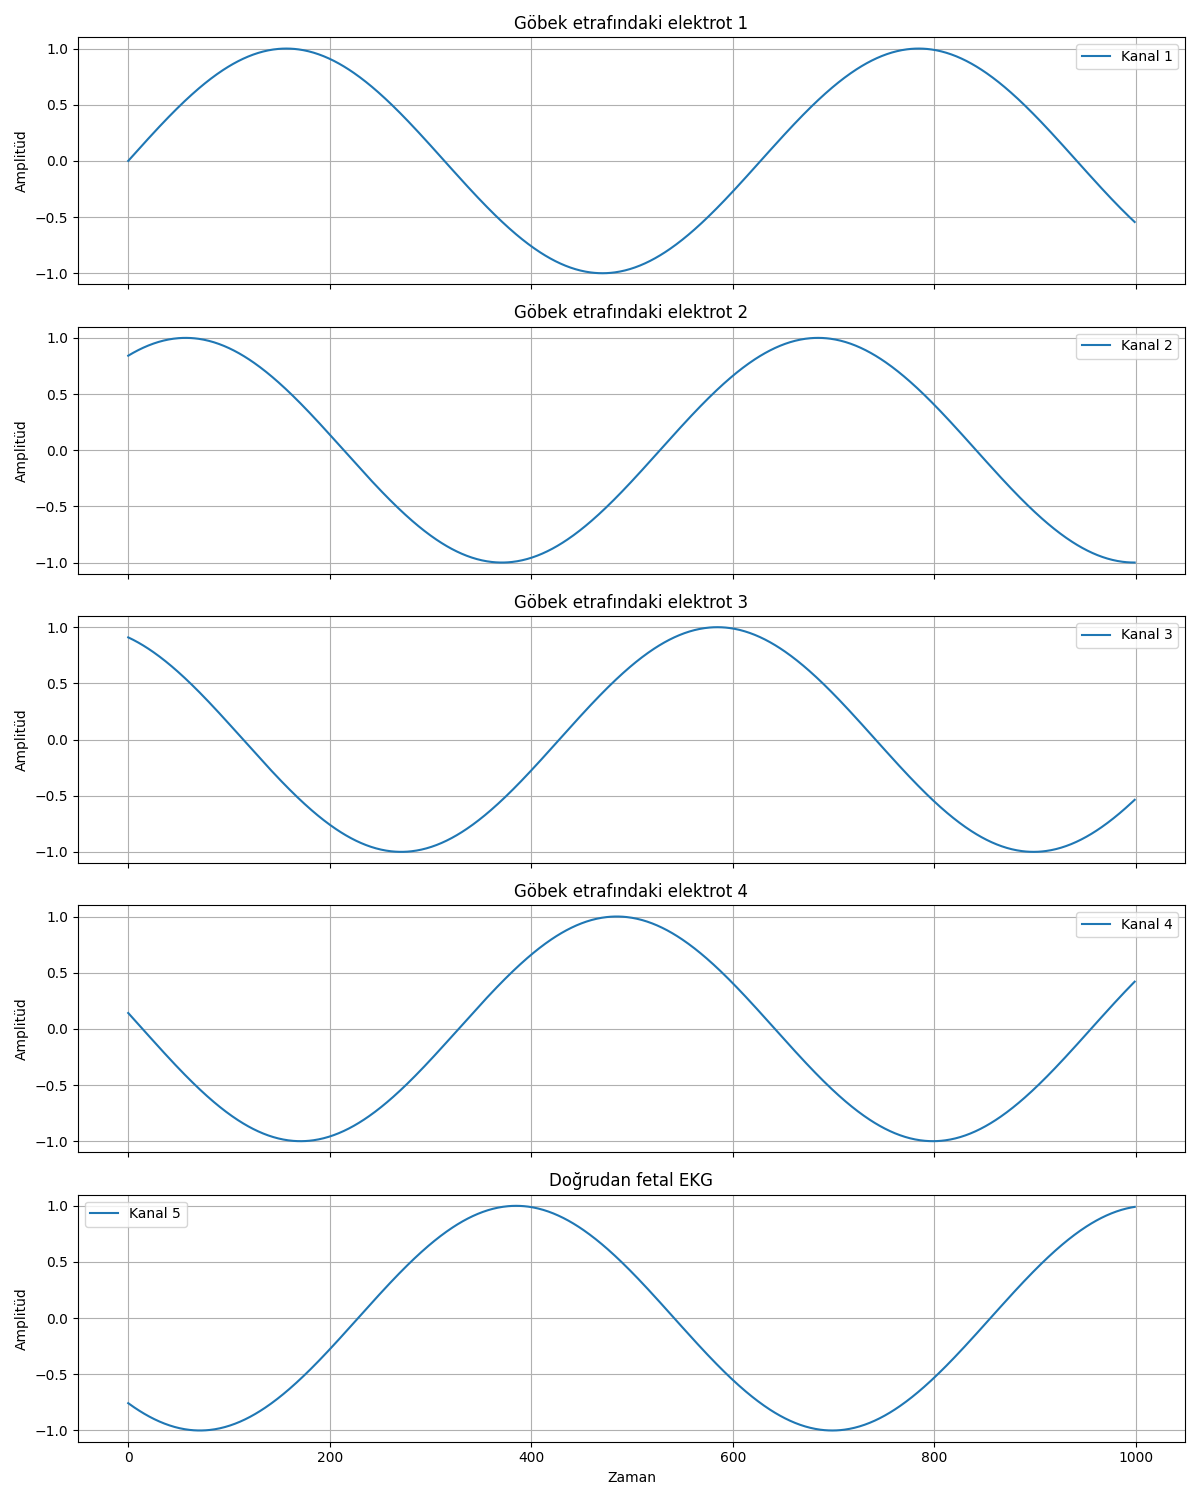 Göbek etrafındaki elektrot 1
Kanal 1
Amplitüd
1.0
0.5
0.0
−0.5
−1.0
Göbek etrafındaki elektrot 2
Kanal 2
Amplitüd
1.0
0.5
0.0
−0.5
−1.0
Göbek etrafındaki elektrot 3
Kanal 3
Amplitüd
1.0
0.5
0.0
−0.5
−1.0
Göbek etrafındaki elektrot 4
Kanal 4
Amplitüd
1.0
0.5
0.0
−0.5
−1.0
Doğrudan fetal EKG
Kanal 5
Amplitüd
1.0
0.5
0.0
−0.5
−1.0
0 200 400 600 800 1000
Zaman